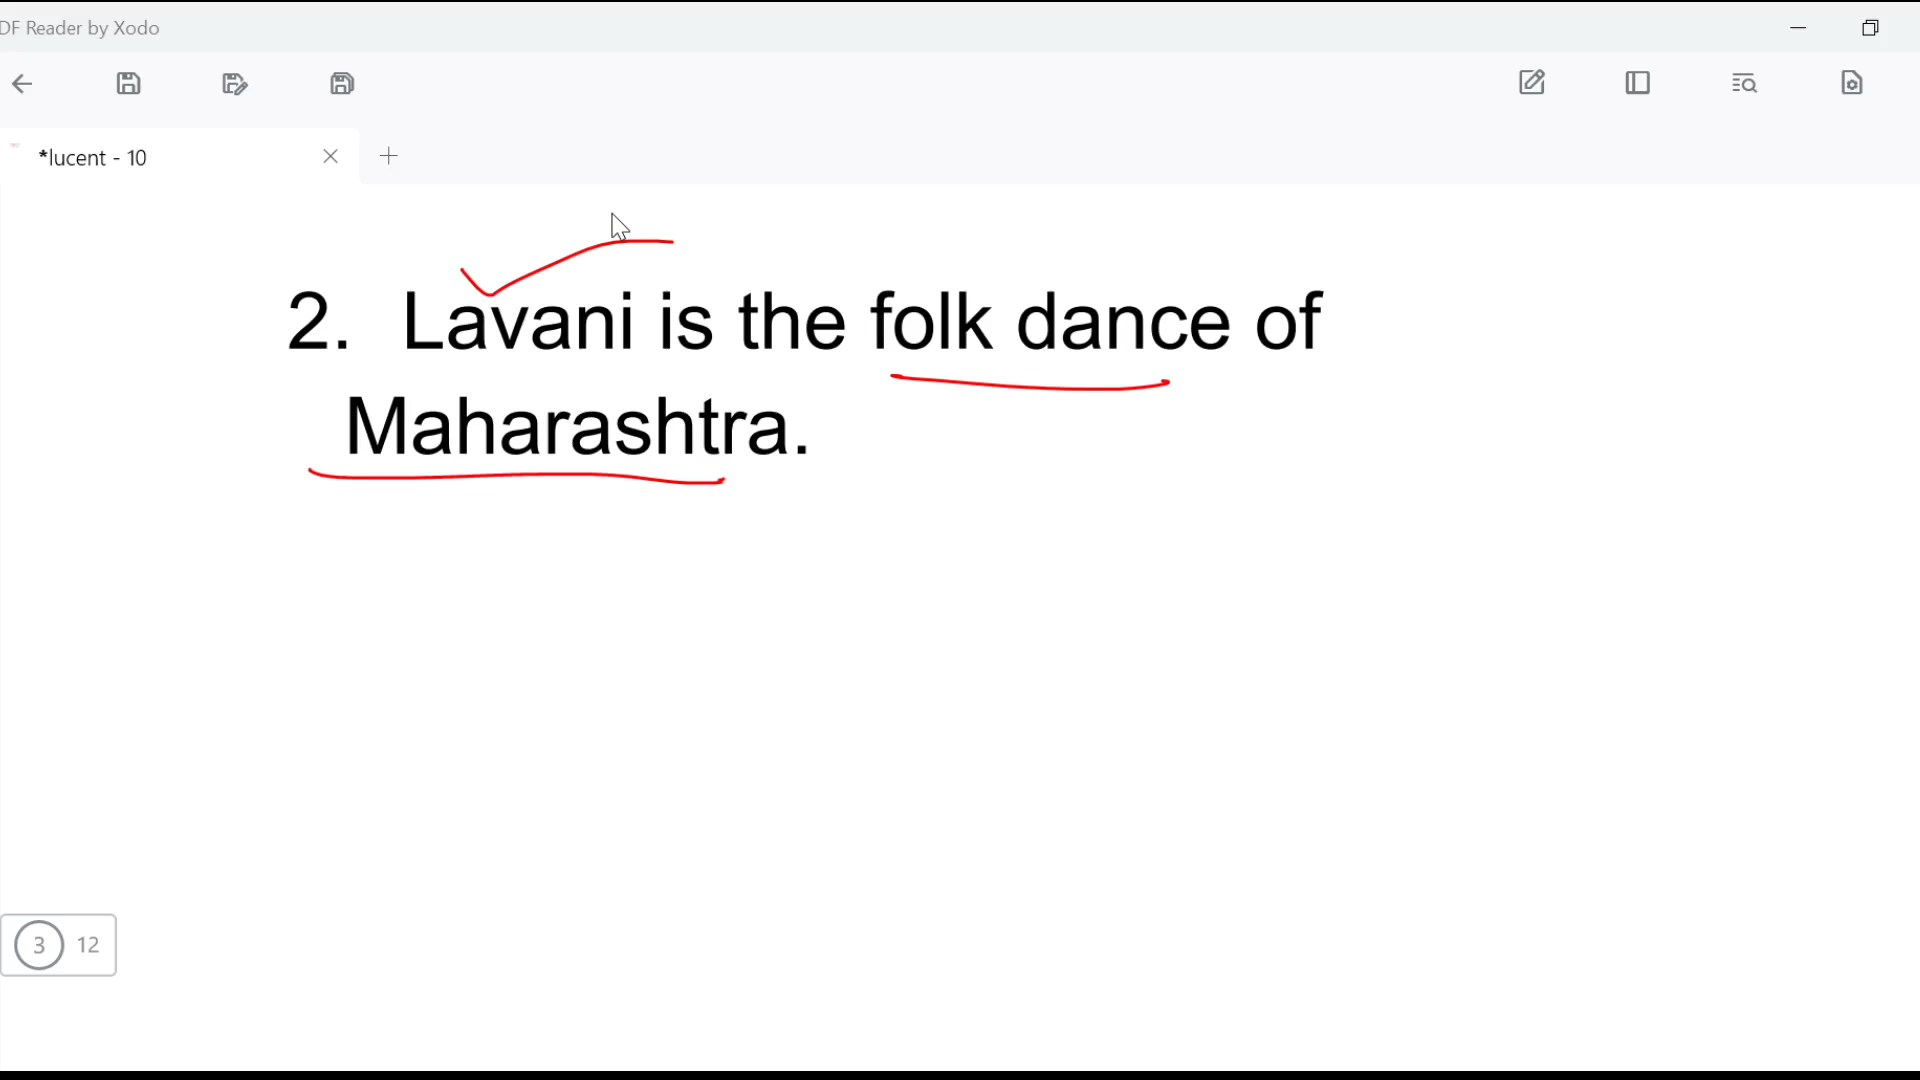 DF Reader by Xodo
*lucent - 10
2. Lavani is the folk dance of
Maharashtra.
3 12